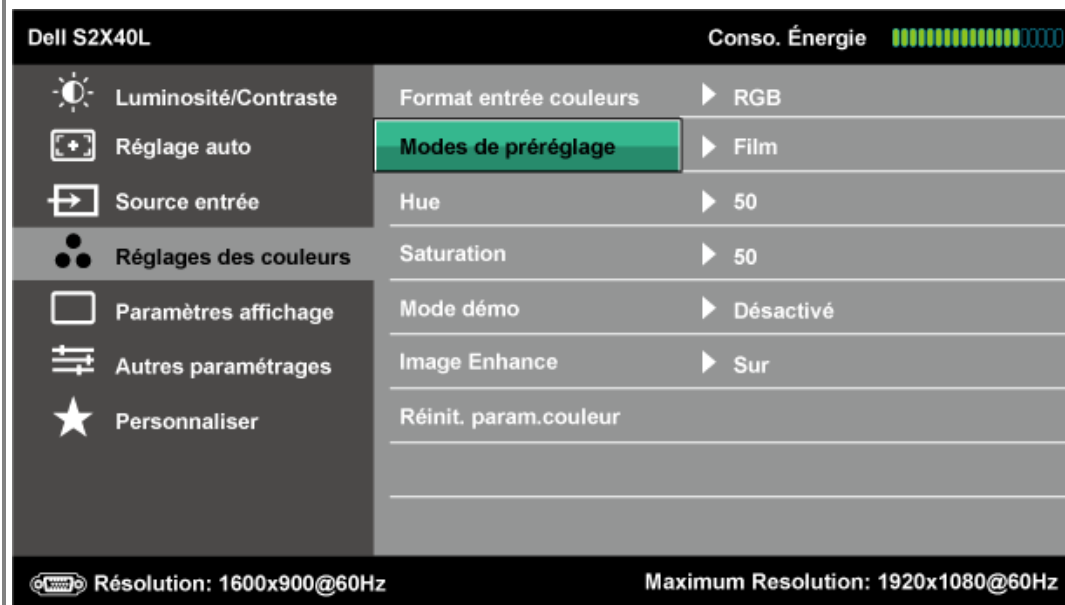 Dell S2X40L Conso. Énergie
Luminosité/Contraste
Réglage auto
Source entrée
Réglages des couleurs
Paramètres affichage
Autres paramétrages
Personnaliser
Format entrée couleurs RGB
Modes de préréglage Film
Hue 50
Saturation 50
Mode démo Désactivé
Image Enhance Sur
Réinit. param.couleur
Résolution: 1600x900@60Hz Maximum Resolution: 1920x1080@60Hz